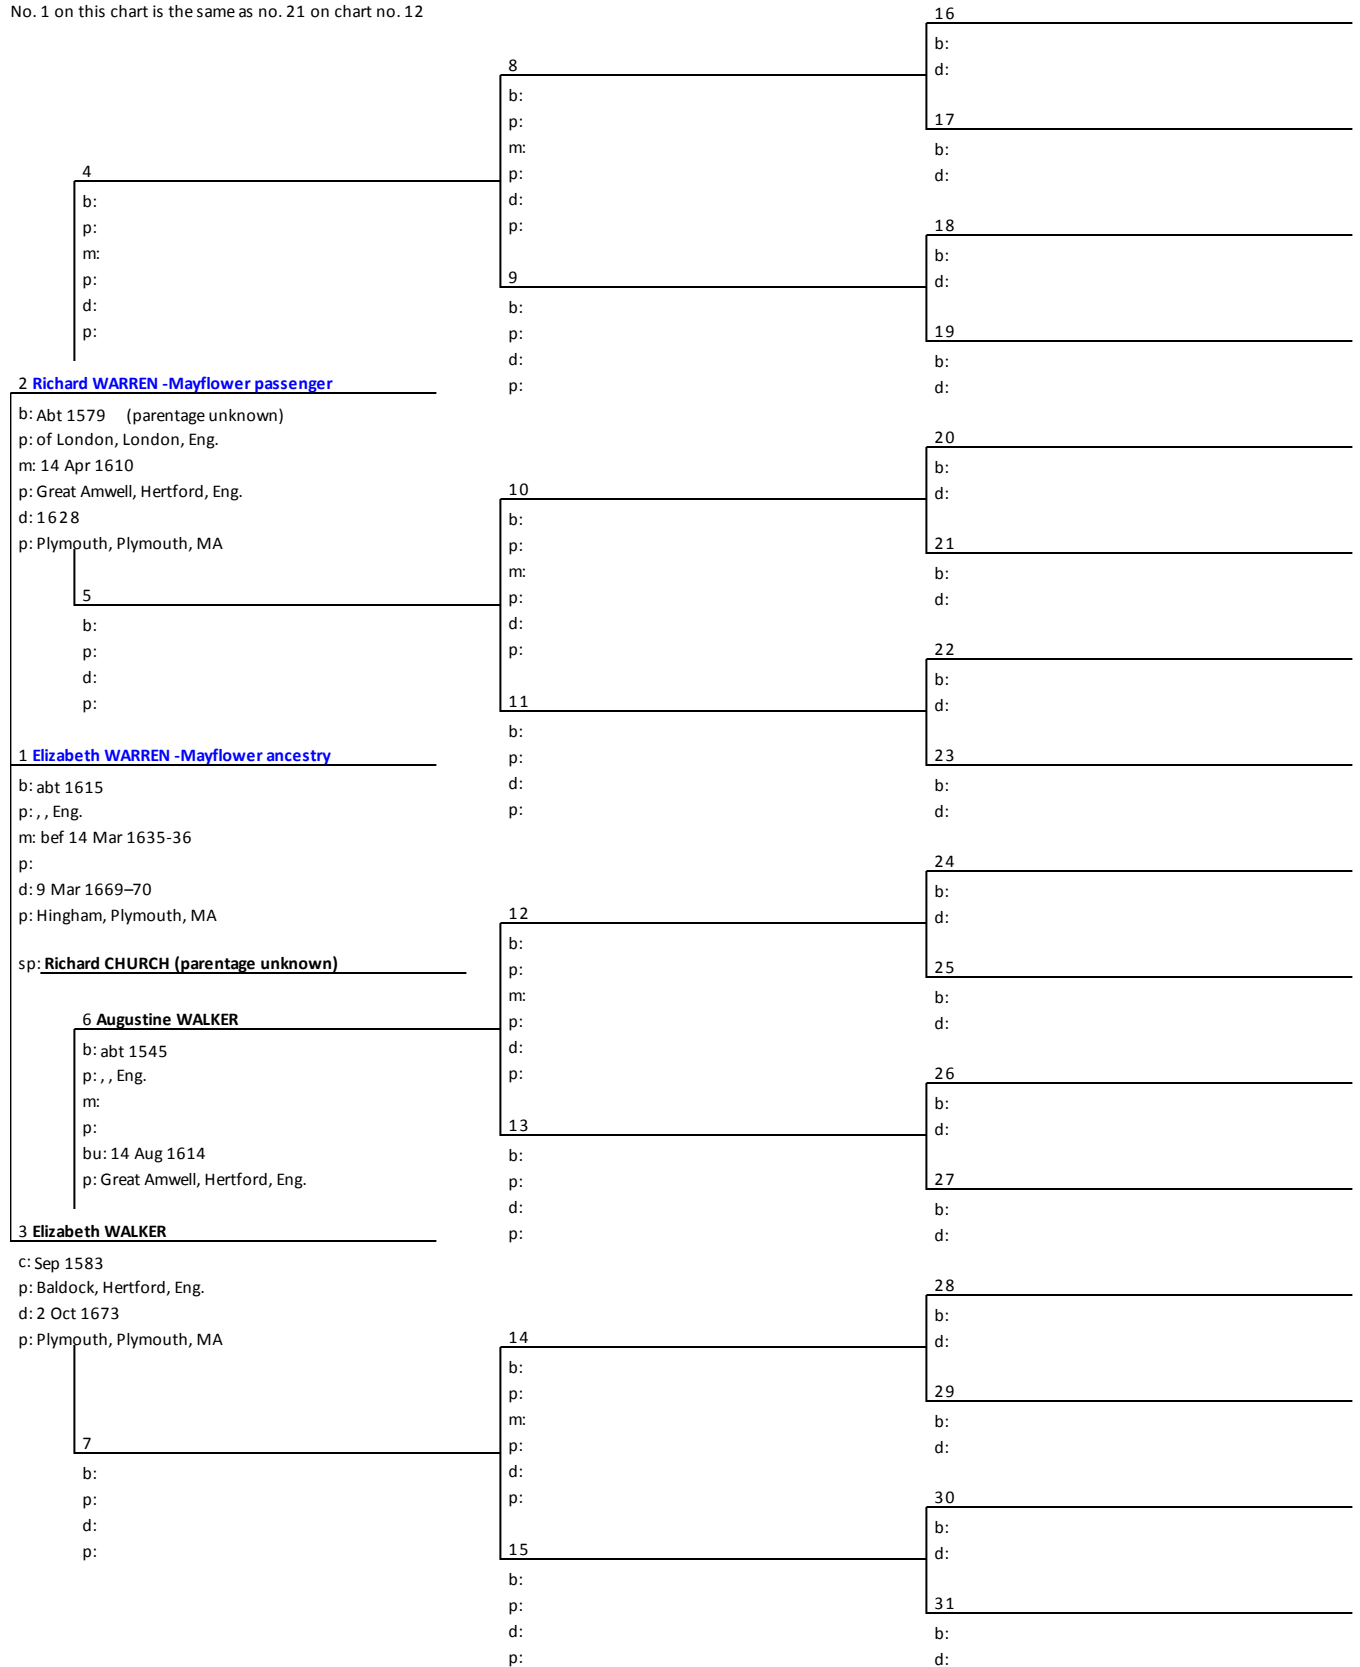 No. 1 on this chart is the same as no. 21 on chart no. 12
4
b:
p:
m:
p:
d:
p:
2 Richard WARREN -Mayflower passenger
b: Abt 1579 (parentage unknown)
p: of London, London, Eng.
m: 14 Apr 1610
p: Great Amwell, Hertford, Eng.
d: 1628
p: Plymouth, Plymouth, MA
5
b:
p:
d:
p:
1 Elizabeth WARREN -Mayflower ancestry
b: abt 1615
p: , , Eng.
m: bef 14 Mar 1635-36
p:
d: 9 Mar 1669–70
p: Hingham, Plymouth, MA
sp: Richard CHURCH (parentage unknown)
6 Augustine WALKER
b: abt 1545
p: , , Eng.
m:
p:
bu: 14 Aug 1614
p: Great Amwell, Hertford, Eng.
3 Elizabeth WALKER
c: Sep 1583
p: Baldock, Hertford, Eng.
d: 2 Oct 1673
p: Plymouth, Plymouth, MA
7
b:
p:
d:
p:
8
b:
p:
m:
p:
d:
p:
9
b:
p:
d:
p:
10
b:
p:
m:
p:
d:
p:
11
b:
p:
d:
p:
12
b:
p:
m:
p:
d:
p:
13
b:
p:
d:
p:
14
b:
p:
m:
p:
d:
p:
15
b:
p:
d:
p:
16
b:
d:
17
b:
d:
18
b:
d:
19
b:
d:
20
b:
d:
21
b:
d:
22
b:
d:
23
b:
d:
24
b:
d:
25
b:
d:
26
b:
d:
27
b:
d:
28
b:
d:
29
b:
d:
30
b:
d:
31
b:
d: